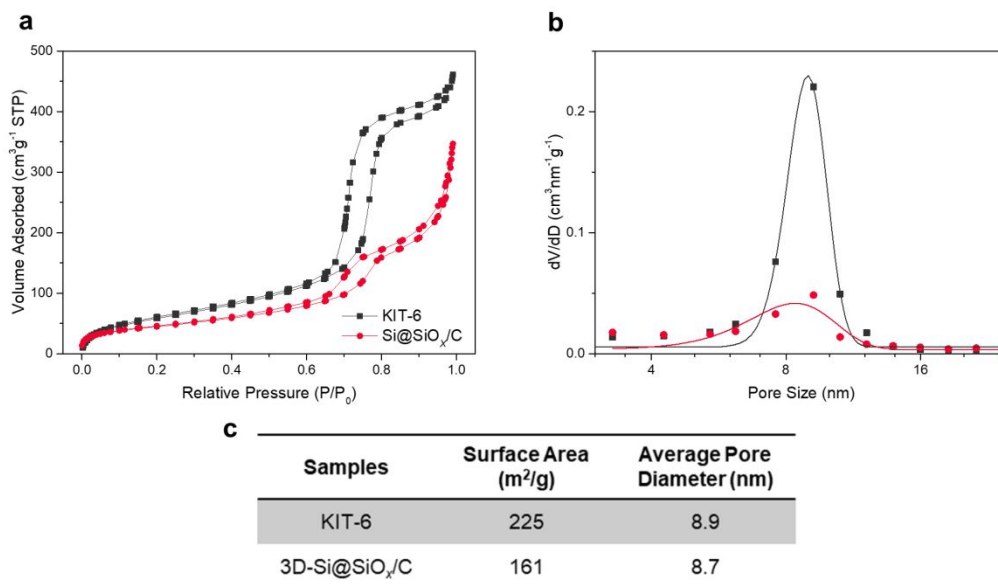 a
Volume Adsorbed (cm³g⁻¹ STP)
500
400
300
200
100
0
KIT-6
Si@SiOₓ/C
0.0 0.2 0.4 0.6 0.8 1.0
Relative Pressure (P/P₀)
b
dV/dD (cm³nm⁻¹g⁻¹)
0.2
0.1
0.0
4 8 16
Pore Size (nm)
c
Samples Surface Area (m²/g) Average Pore Diameter (nm)
KIT-6 225 8.9
3D-Si@SiOₓ/C 161 8.7